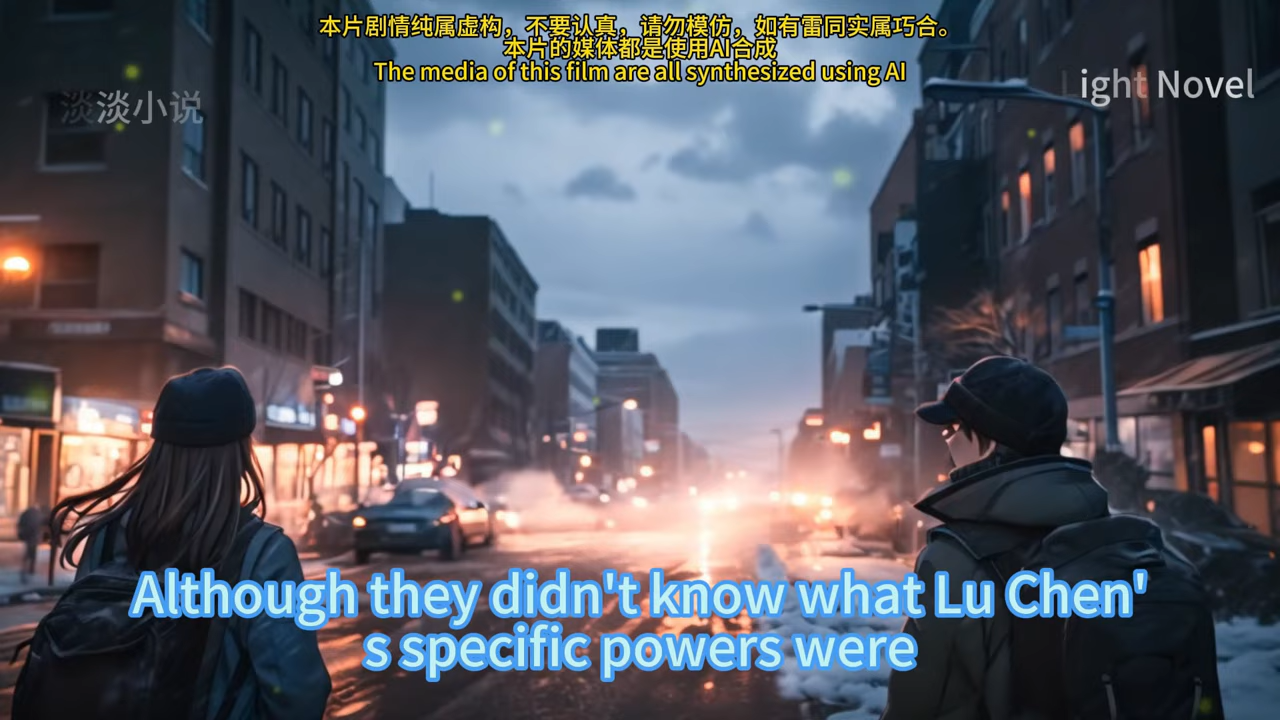 本片剧情纯属虚构，不要认真，请勿模仿，如有雷同实属巧合。
本片的媒体都是使用AI合成
The media of this film are all synthesized using AI
淡淡小说
Light Novel
Although they didn't know what Lu Chen'
s specific powers were